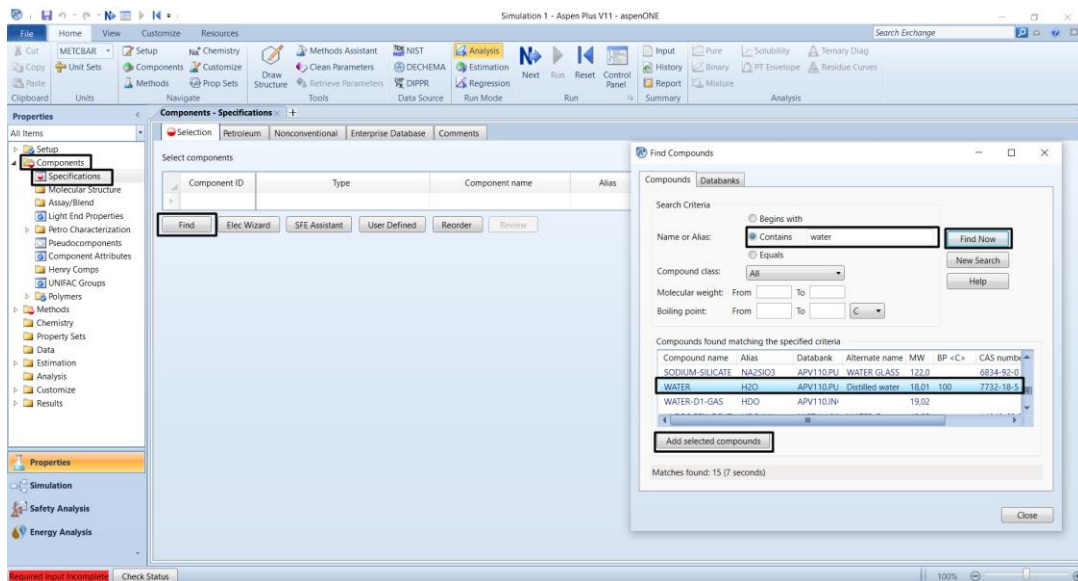 Simulation 1 - Aspen Plus V11 - aspenONE
File Home View Customize Resources Search Exchange
Cut METCBAR Setup Chemistry Methods Assistant NIST Analysis Input Pure Solubility Ternary Diag
Copy Unit Sets Components Customize Draw Structure Clean Parameters DECHEMA Estimation Next Run Reset Control Panel History Binary PT Envelope Residue Curves
Paste Methods Prop Sets Retrieve Parameters DIPPR Regression Report Mixture
Clipboard Units Navigate Tools Data Source Run Mode Run Summary Analysis
Properties
All Items
Setup
Components
Specifications
Molecular Structure
Assay/Blend
Light End Properties
Petro Characterization
Pseudocomponents
Component Attributes
Henry Comps
UNIFAC Groups
Polymers
Methods
Chemistry
Property Sets
Data
Estimation
Analysis
Customize
Results
Properties
Simulation
Safety Analysis
Energy Analysis
Components - Specifications
Selection Petroleum Nonconventional Enterprise Database Comments
Select components
Component ID Type Component name Alias
Find Elec Wizard SFE Assistant User Defined Reorder Review
Find Compounds
Compounds Databanks
Search Criteria
Begins with
Name or Alias: Contains water Find Now
Equals New Search
Compound class: All Help
Molecular weight: From To
Boiling point: From To C
Compounds found matching the specified criteria
Compound name Alias Databank Alternate name MW BP <C> CAS numbe
SODIUM-SILICATE NA2SIO3 APV110.PU WATER GLASS 122,0 6834-92-0
WATER H2O APV110.PU Distilled water 18,01 100 7732-18-5
WATER-D1-GAS HDO APV110.IN 19,02
Add selected compounds
Matches found: 15 (7 seconds)
Close
Required Input Incomplete Check Status 100%